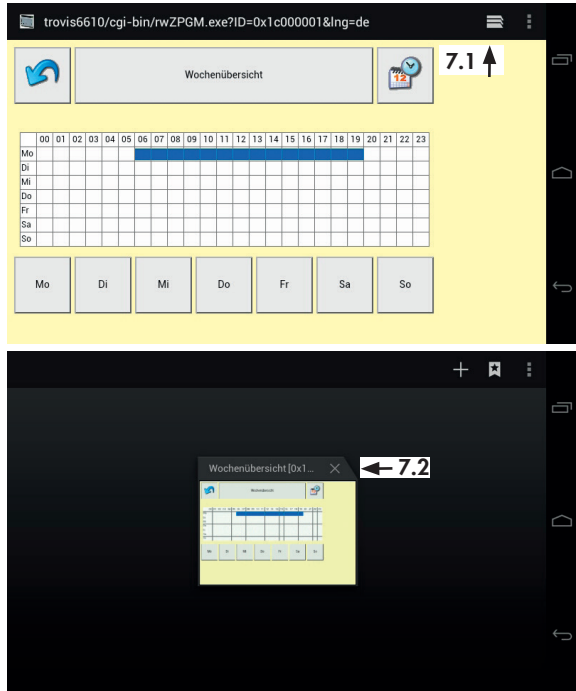 trovis6610/cgi-bin/rwZPGM.exe?ID=0x1c000001&lng=de
7.1
Wochenübersicht
12
00 01 02 03 04 05 06 07 08 09 10 11 12 13 14 15 16 17 18 19 20 21 22 23
Mo
Di
Mi
Do
Fr
Sa
So
Mo Di Mi Do Fr Sa So
Wochenübersicht [0x1...
7.2